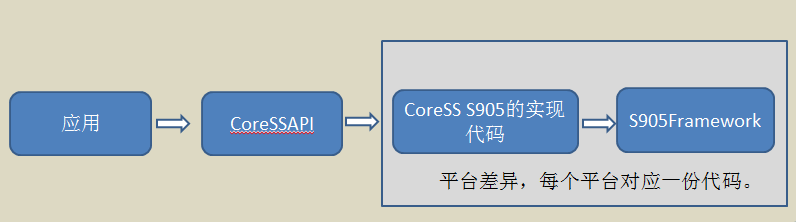 应用
CoreSSAPI
CoreSS S905的实现
代码
S905Framework
平台差异，每个平台对应一份代码。